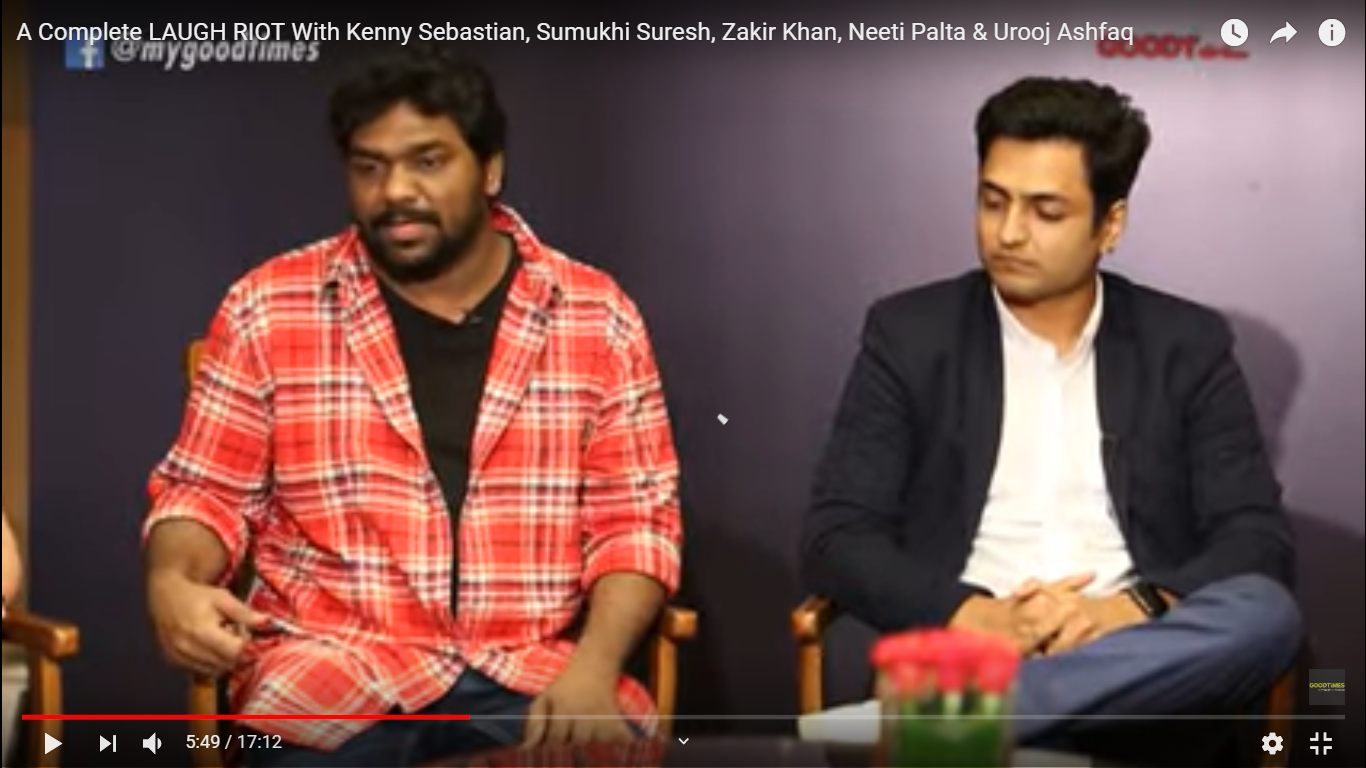 A Complete LAUGH RIOT With Kenny Sebastian, Sumukhi Suresh, Zakir Khan, Neeti Palta & Urooj Ashfaq
f @mygoodtimes
GOODTiMES
5:49 / 17:12